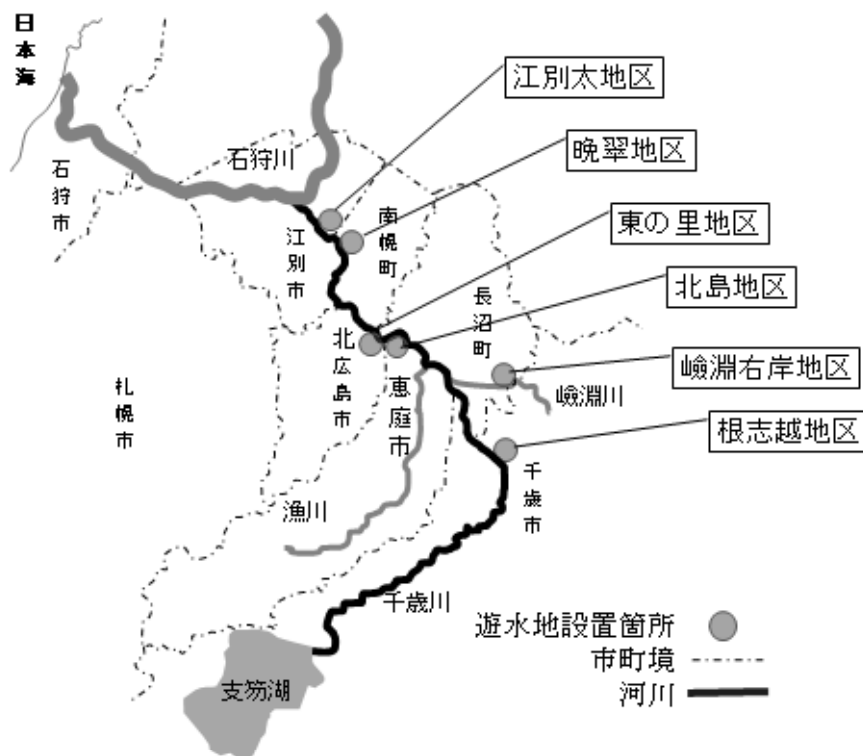 日本海
江別太地区
晩翠地区
石狩川
石狩市
南幌町
東の里地区
江別市
北島地区
長沼町
北広島市
嶮淵右岸地区
札幌市
恵庭市
嶮淵川
根志越地区
千歳市
漁川
千歳川
遊水地設置箇所
市町境
支笏湖
河川